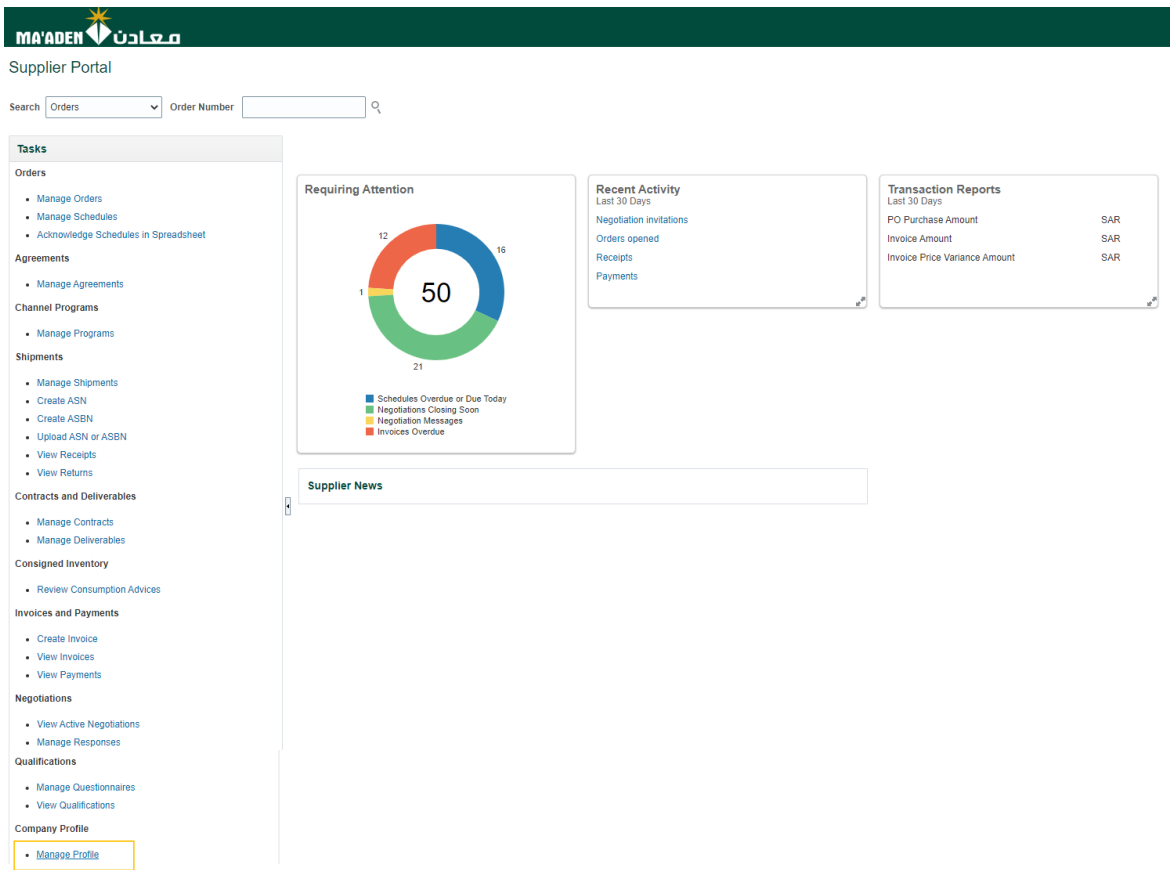 MA'ADEN معادن
Supplier Portal
Search Orders Order Number
Tasks
Orders
Manage Orders
Manage Schedules
Acknowledge Schedules in Spreadsheet
Agreements
Manage Agreements
Channel Programs
Manage Programs
Shipments
Manage Shipments
Create ASN
Create ASBN
Upload ASN or ASBN
View Receipts
View Returns
Contracts and Deliverables
Manage Contracts
Manage Deliverables
Consigned Inventory
Review Consumption Advices
Invoices and Payments
Create Invoice
View Invoices
View Payments
Negotiations
View Active Negotiations
Manage Responses
Qualifications
Manage Questionnaires
View Qualifications
Company Profile
Manage Profile
Requiring Attention
12
16
1
50
21
Schedules Overdue or Due Today
Negotiations Closing Soon
Negotiation Messages
Invoices Overdue
Recent Activity
Last 30 Days
Negotiation invitations
Orders opened
Receipts
Payments
Transaction Reports
Last 30 Days
PO Purchase Amount SAR
Invoice Amount SAR
Invoice Price Variance Amount SAR
Supplier News